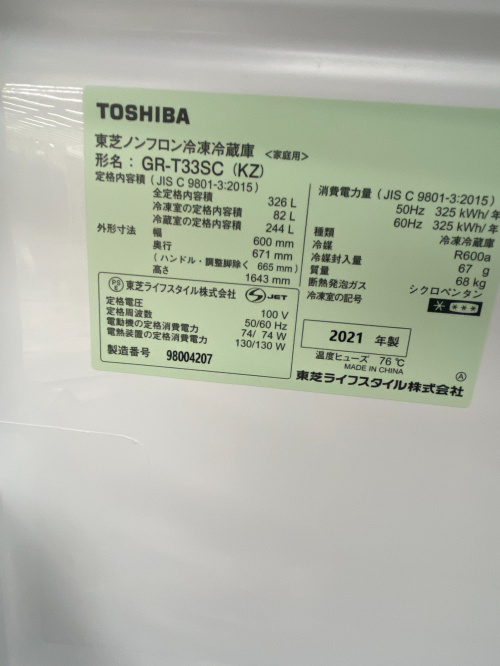 TOSHIBA
東芝ノンフロン冷凍冷蔵庫 <家庭用>
形名: GR-T33SC (KZ)
定格内容積 (JIS C 9801-3:2015)
全定格内容積 326 L
冷凍室の定格内容積 82 L
冷蔵室の定格内容積 244 L
外形寸法 幅 600 mm
奥行 671 mm
(ハンドル・調整脚除く 665 mm)
高さ 1643 mm
消費電力量 (JIS C 9801-3:2015)
50Hz 325 kWh/年
60Hz 325 kWh/年
種類 冷凍冷蔵庫
冷媒 R600a
冷媒封入量 67 g
質量 68 kg
断熱発泡ガス シクロペンタン
冷凍室の記号
PS E 東芝ライフスタイル株式会社 S JET
定格電圧 100 V
定格周波数 50/60 Hz
電動機の定格消費電力 74/ 74 W
電熱装置の定格消費電力 130/130 W
製造番号 98004207
2021 年製
温度ヒューズ 76℃
MADE IN CHINA
東芝ライフスタイル株式会社 A